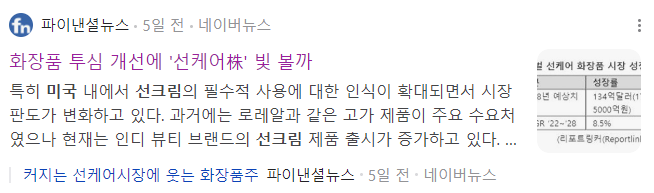 fn 파이낸셜뉴스 · 5일 전 · 네이버뉴스
화장품 투심 개선에 '선케어株' 빛 볼까
특히 미국 내에서 선크림의 필수적 사용에 대한 인식이 확대되면서 시장
판도가 변화하고 있다. 과거에는 로레알과 같은 고가 제품이 주요 수요처
였으나 현재는 인디 뷰티 브랜드의 선크림 제품 출시가 증가하고 있다. ...
선케어 화장품 시장 성
성장률
8년 예상치
134억달러(1
5000억원)
'22~'28
8.5%
(리포트링커(Reportlin
커지는 선케어시장에 웃는 화장품주 파이낸셜뉴스 · 5일 전 · 네이버뉴스